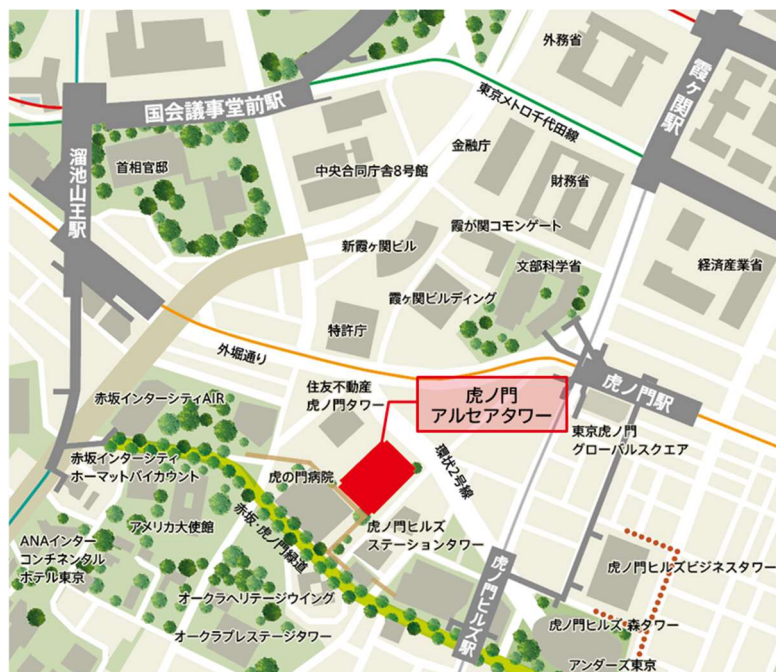 外務省
霞ヶ関駅
国会議事堂前駅
東京メトロ千代田線
金融庁
首相官邸
中央合同庁舎8号館
財務省
溜池山王駅
霞が関コモンゲート
新霞ヶ関ビル
文部科学省
経済産業省
霞ヶ関ビルディング
特許庁
外堀通り
住友不動産
虎ノ門タワー
虎ノ門
アルセアタワー
虎ノ門駅
赤坂インターシティAIR
東京虎ノ門
グローバルスクエア
環状2号線
赤坂インターシティ
ホーマットバイカウント
虎の門病院
アメリカ大使館
赤坂・虎ノ門緑道
虎ノ門ヒルズ
ステーションタワー
ANAインター
コンチネンタル
ホテル東京
虎ノ門ヒルズ駅
虎ノ門ヒルズビジネスタワー
オークラヘリテージウイング
虎ノ門ヒルズ 森タワー
オークラプレステージタワー
アンダーズ東京